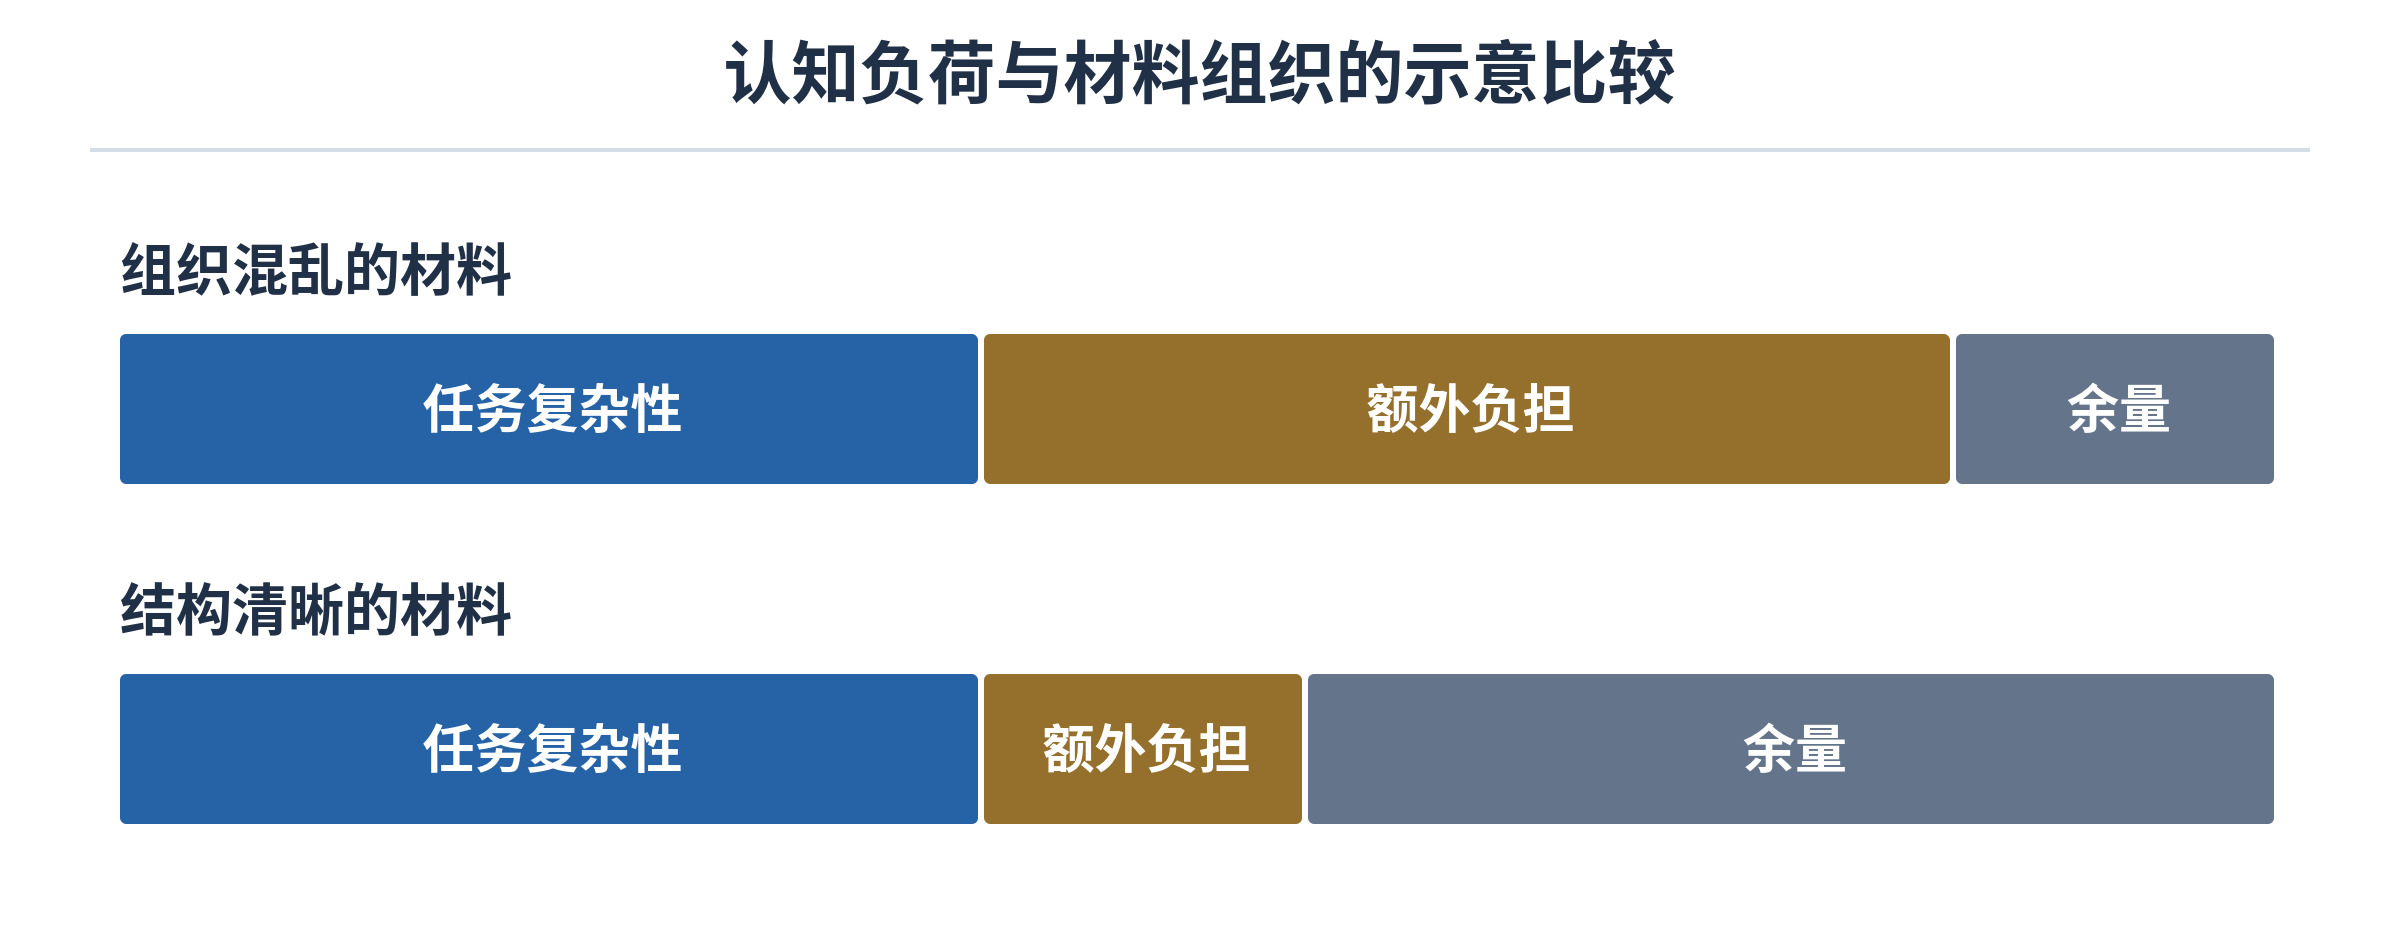 认知负荷与材料组织的示意比较
组织混乱的材料
任务复杂性 额外负担 余量
结构清晰的材料
任务复杂性 额外负担 余量